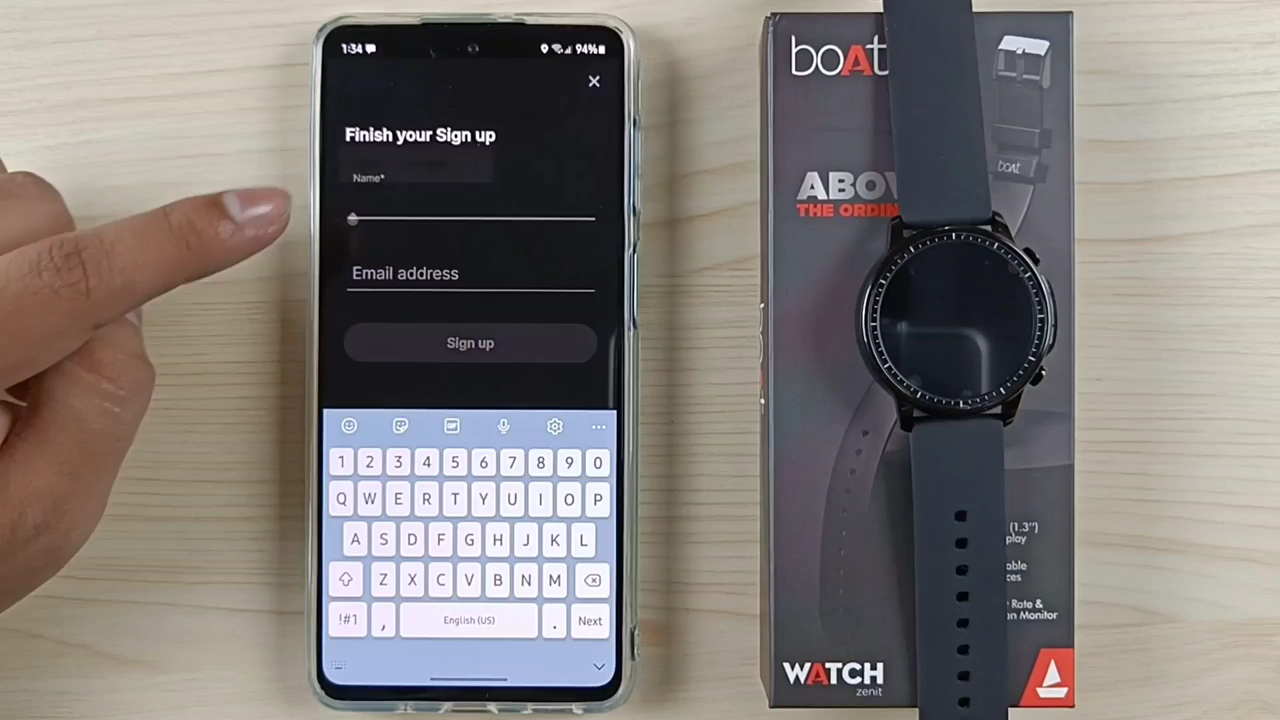 1:34
94%
Finish your Sign up
Name*
Email address
Sign up
GIF
1 2 3 4 5 6 7 8 9 0
Q W E R T Y U I O P
A S D F G H J K L
Z X C V B N M
!#1 , English (US) . Next
boAt
boAt
ABOV
THE ORDIN
(1.3”)
play
able
ces
Rate &
an Monitor
WATCH
zenit